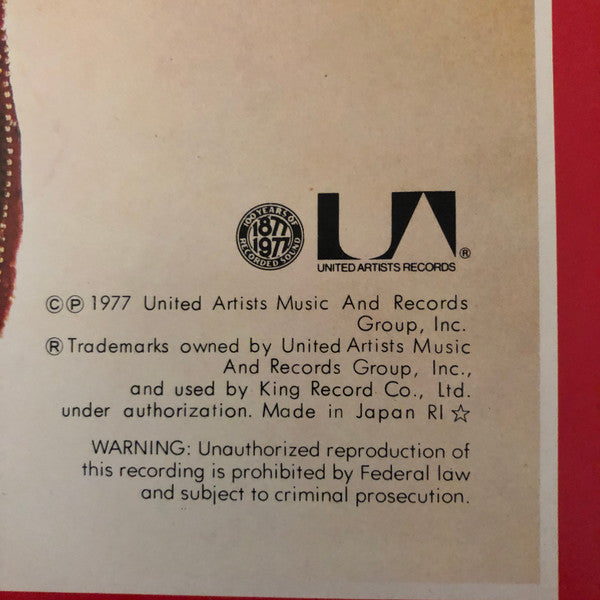 100 YEARS OF
1877
1977
RECORDED SOUND
UA
®
UNITED ARTISTS RECORDS
©℗ 1977 United Artists Music And Records
Group, Inc.
®Trademarks owned by United Artists Music
And Records Group, Inc.,
and used by King Record Co., Ltd.
under authorization. Made in Japan RI ☆
WARNING: Unauthorized reproduction of
this recording is prohibited by Federal law
and subject to criminal prosecution.